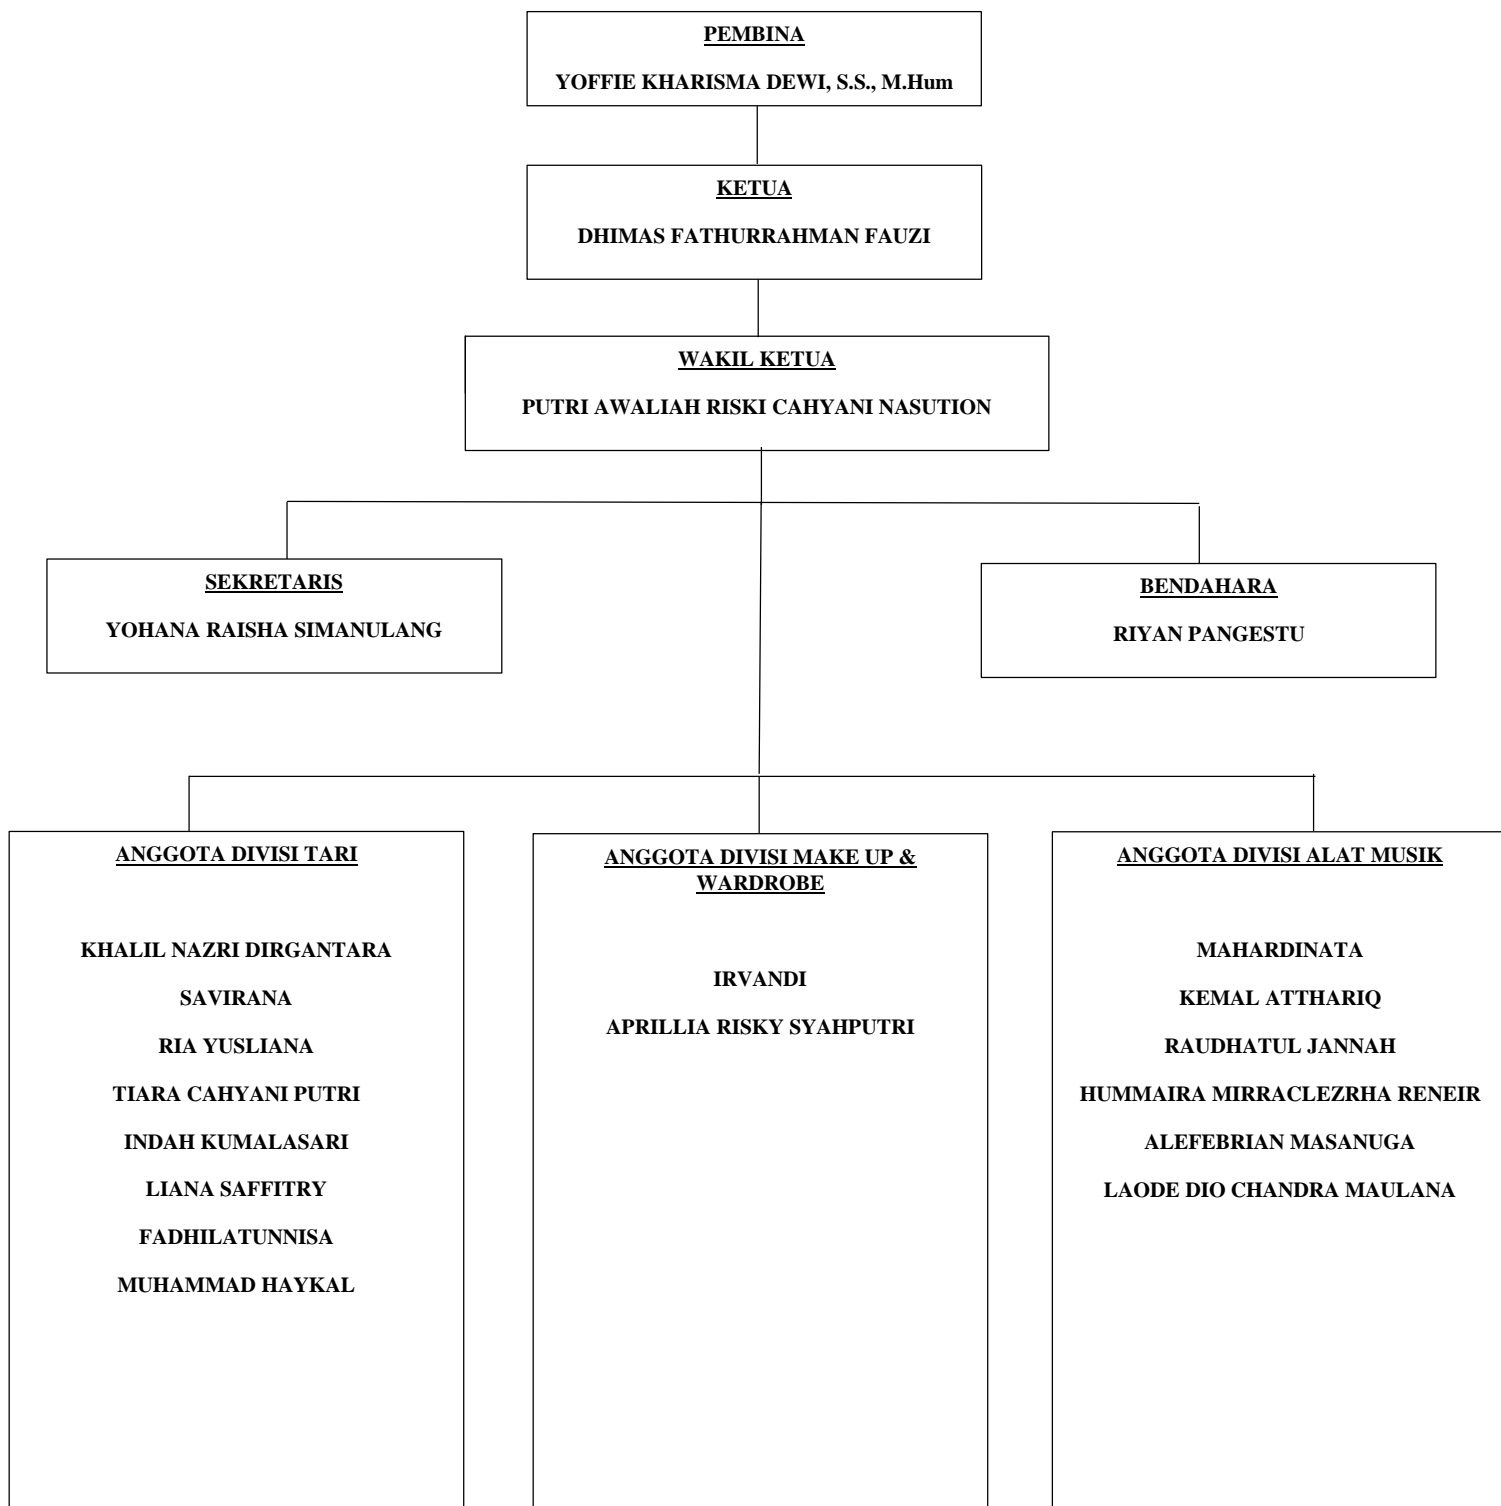 PEMBINA
YOFFIE KHARISMA DEWI, S.S., M.Hum
KETUA
DHIMAS FATHURRAHMAN FAUZI
WAKIL KETUA
PUTRI AWALIAH RISKI CAHYANI NASUTION
SEKRETARIS
YOHANA RAISHA SIMANULANG
BENDAHARA
RIYAN PANGESTU
ANGGOTA DIVISI TARI
KHALIL NAZRI DIRGANTARA
SAVIRANA
RIA YUSLIANA
TIARA CAHYANI PUTRI
INDAH KUMALASARI
LIANA SAFFITRY
FADHILATUNNISA
MUHAMMAD HAYKAL
ANGGOTA DIVISI MAKE UP &
WARDROBE
IRVANDI
APRILLIA RISKY SYAHPUTRI
ANGGOTA DIVISI ALAT MUSIK
MAHARDINATA
KEMAL ATTHARIQ
RAUDHATUL JANNAH
HUMMAIRA MIRRACLEZRHA RENEIR
ALEFEBRIAN MASANUGA
LAODE DIO CHANDRA MAULANA